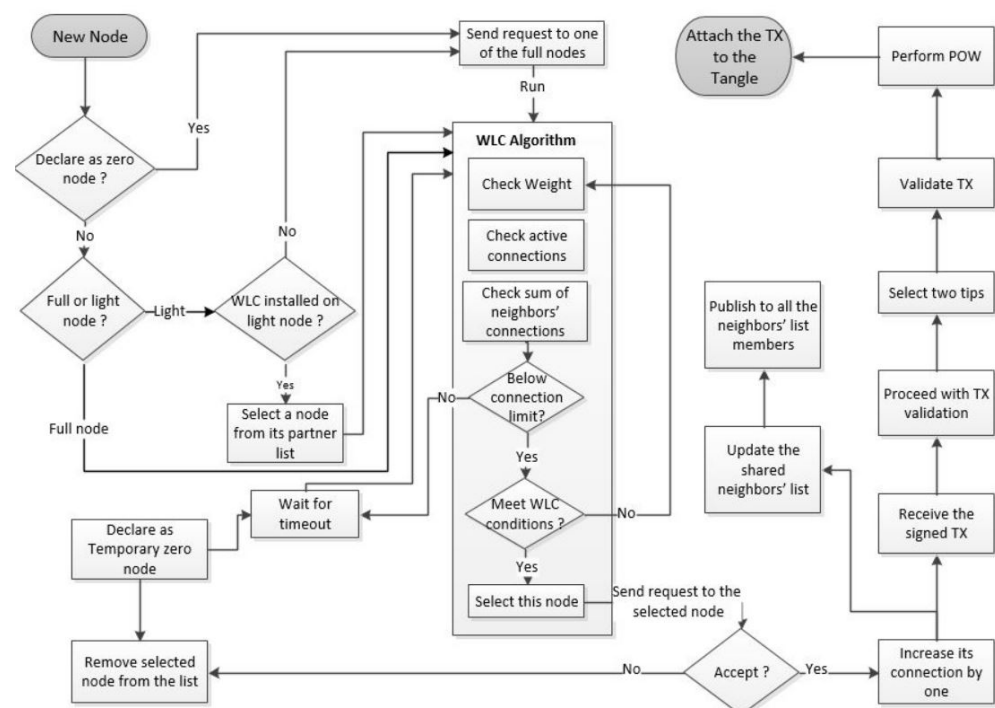 New Node
Send request to one
of the full nodes
Attach the TX
to the
Tangle
Perform POW
Run
Yes
WLC Algorithm
Declare as zero
node ?
Check Weight
Validate TX
No
No
Check active
connections
Full or light
node ?
Light
WLC installed on
light node ?
Check sum of
neighbors'
connections
Publish to all the
neighbors' list
members
Select two tips
Yes
No
Below
connection
limit?
Full node
Select a node
from its partner
list
Proceed with TX
validation
Update the
shared
neighbors' list
Yes
Wait for
timeout
Meet WLC
conditions ?
No
Receive the
signed TX
Declare as
Temporary zero
node
Yes
Select this node
Send request to the
selected node
Remove selected
node from the list
No
Accept ?
Yes
Increase its
connection by
one